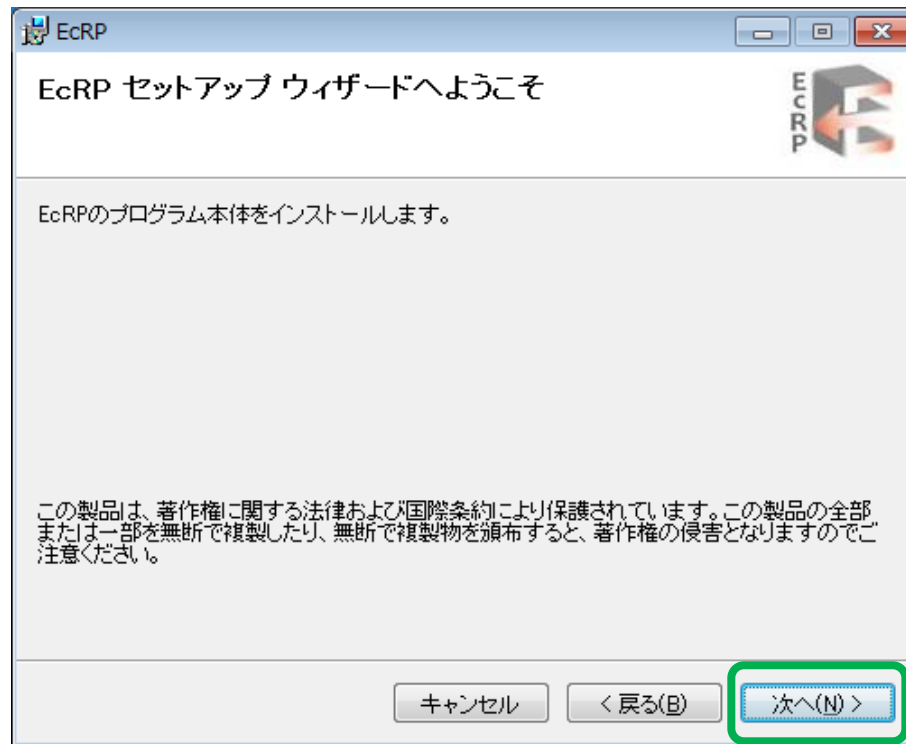 EcRP
EcRP セットアップ ウィザードへようこそ
EcRP
EcRPのプログラム本体をインストールします。
この製品は、著作権に関する法律および国際条約により保護されています。この製品の全部
または一部を無断で複製したり、無断で複製物を頒布すると、著作権の侵害となりますのでご
注意ください。
キャンセル
< 戻る(B)
次へ(N) >